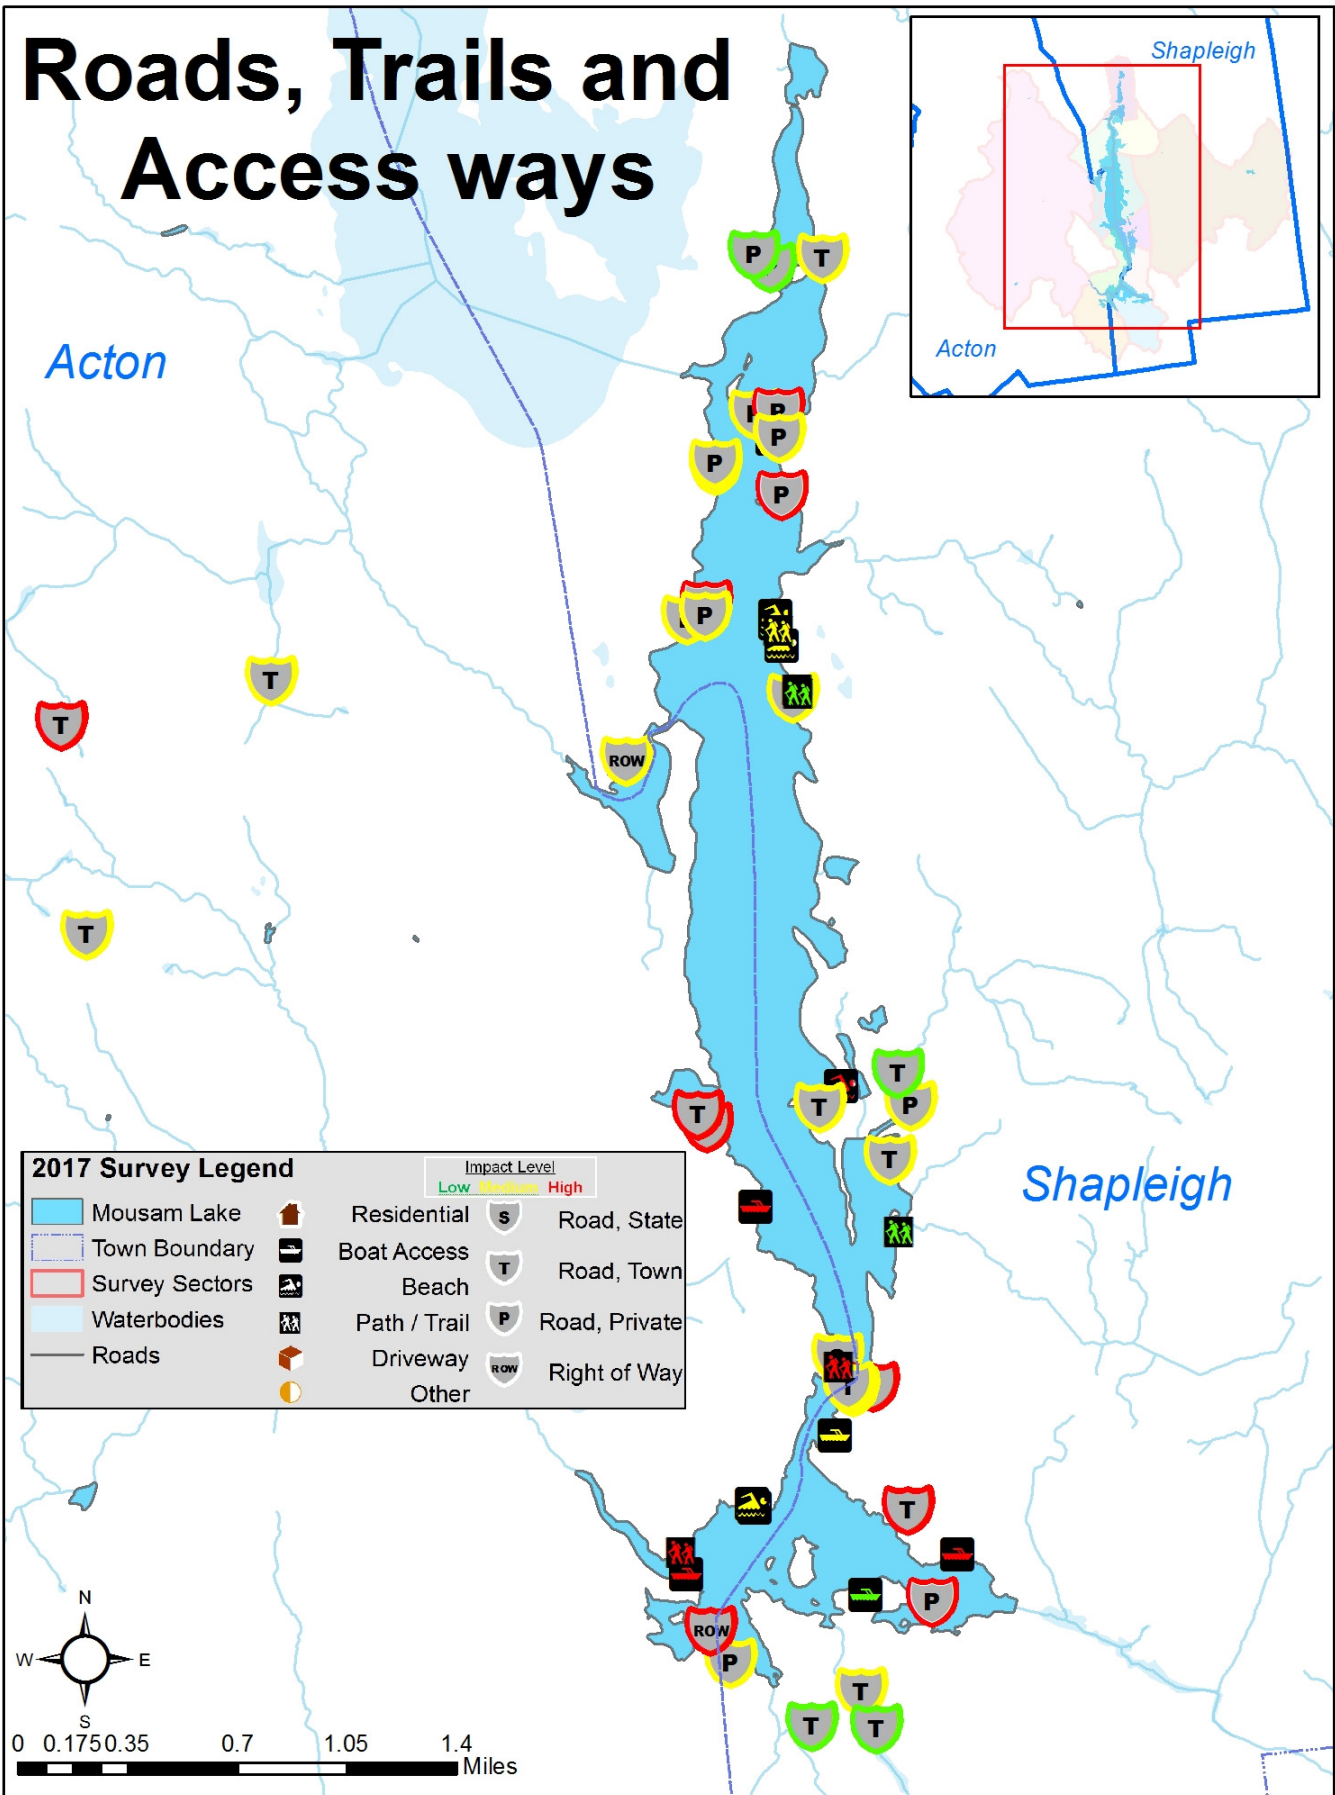 Roads, Trails and
Access ways
Shapleigh
Acton
Acton
P
T
P
P
P
P
P
P
T
T
ROW
T
T
T
T
P
T
Shapleigh
2017 Survey Legend
Impact Level
Low Medium High
Mousam Lake
Town Boundary
Survey Sectors
Waterbodies
Roads
Residential
Boat Access
Beach
Path / Trail
Driveway
Other
S Road, State
T Road, Town
P Road, Private
ROW Right of Way
T
T
P
ROW
P
T
T
T
N
W E
S
0 0.175 0.35 0.7 1.05 1.4
Miles